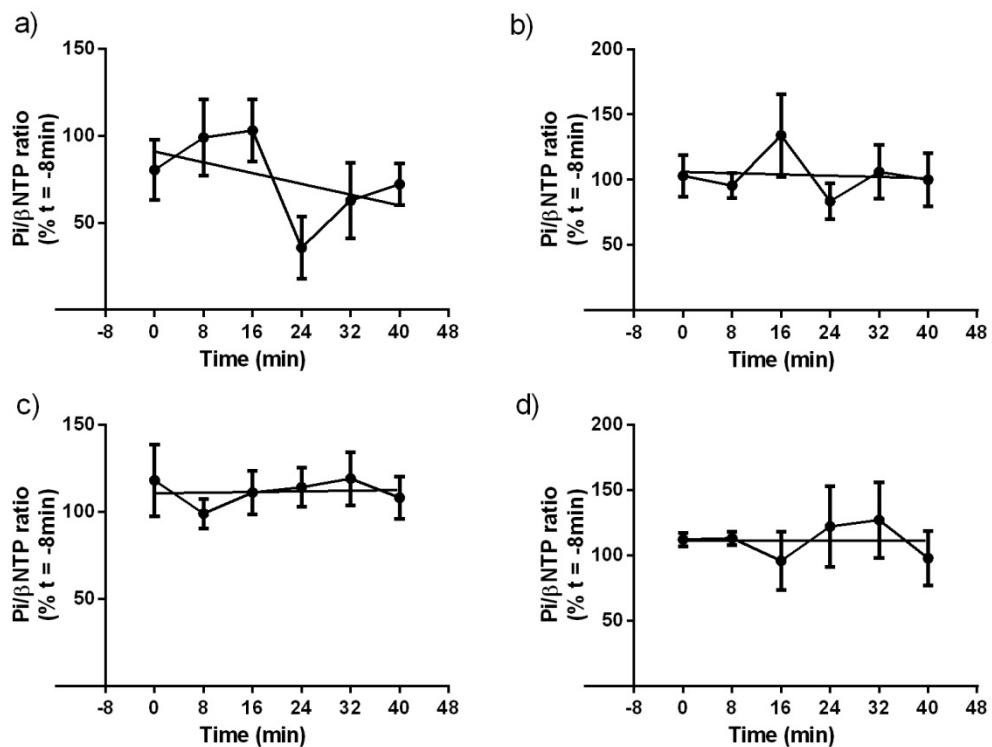 a)
150
100
50
Pi/βNTP ratio
(% t = -8min)
-8 0 8 16 24 32 40 48
Time (min)
b)
200
150
100
50
Pi/βNTP ratio
(% t = -8min)
-8 0 8 16 24 32 40 48
Time (min)
c)
150
100
50
Pi/βNTP ratio
(% t = -8min)
-8 0 8 16 24 32 40 48
Time (min)
d)
200
150
100
50
Pi/βNTP ratio
(% t = -8min)
-8 0 8 16 24 32 40 48
Time (min)